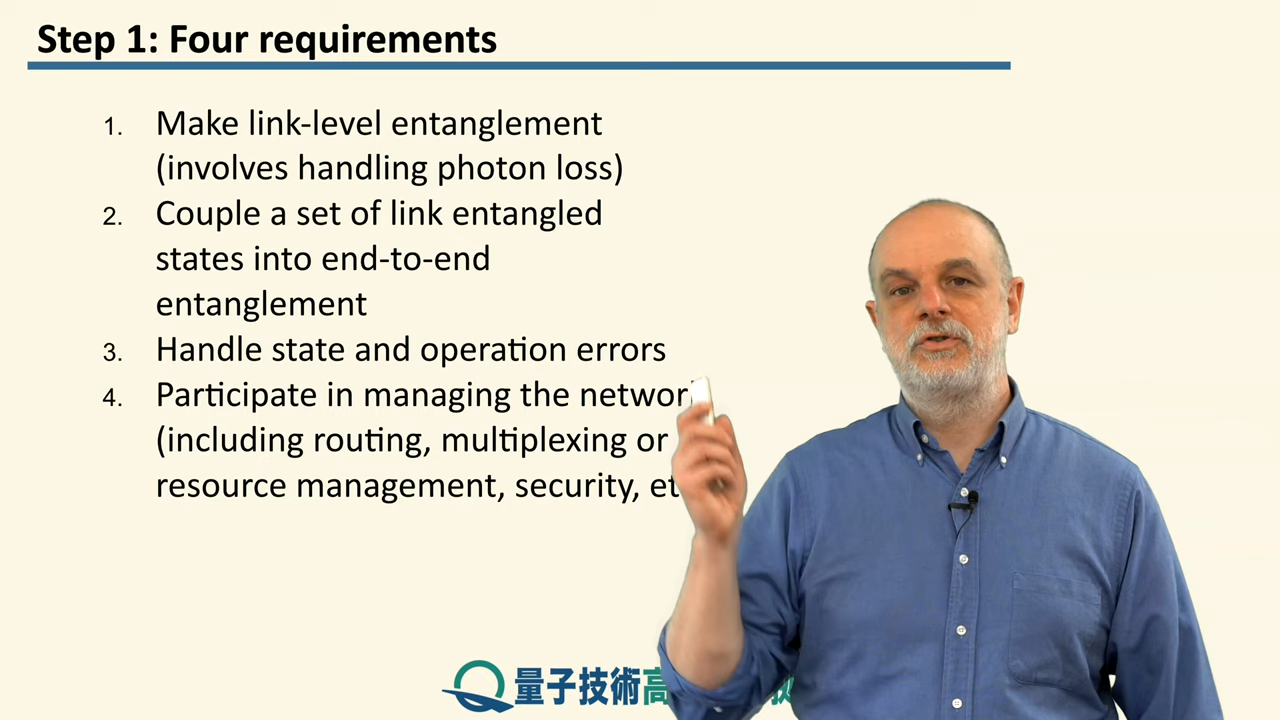 Step 1: Four requirements
1. Make link-level entanglement
(involves handling photon loss)
2. Couple a set of link entangled
states into end-to-end
entanglement
3. Handle state and operation errors
4. Participate in managing the network
(including routing, multiplexing or
resource management, security,
量子技術高